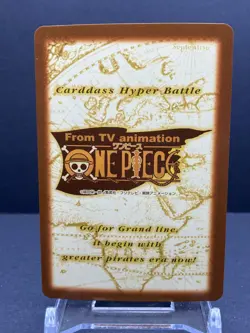 Carddass Hyper Battle
From TV animation
ワンピース
ONE PIECE
Go for Grand line,
it begin with
greater pirates era now!